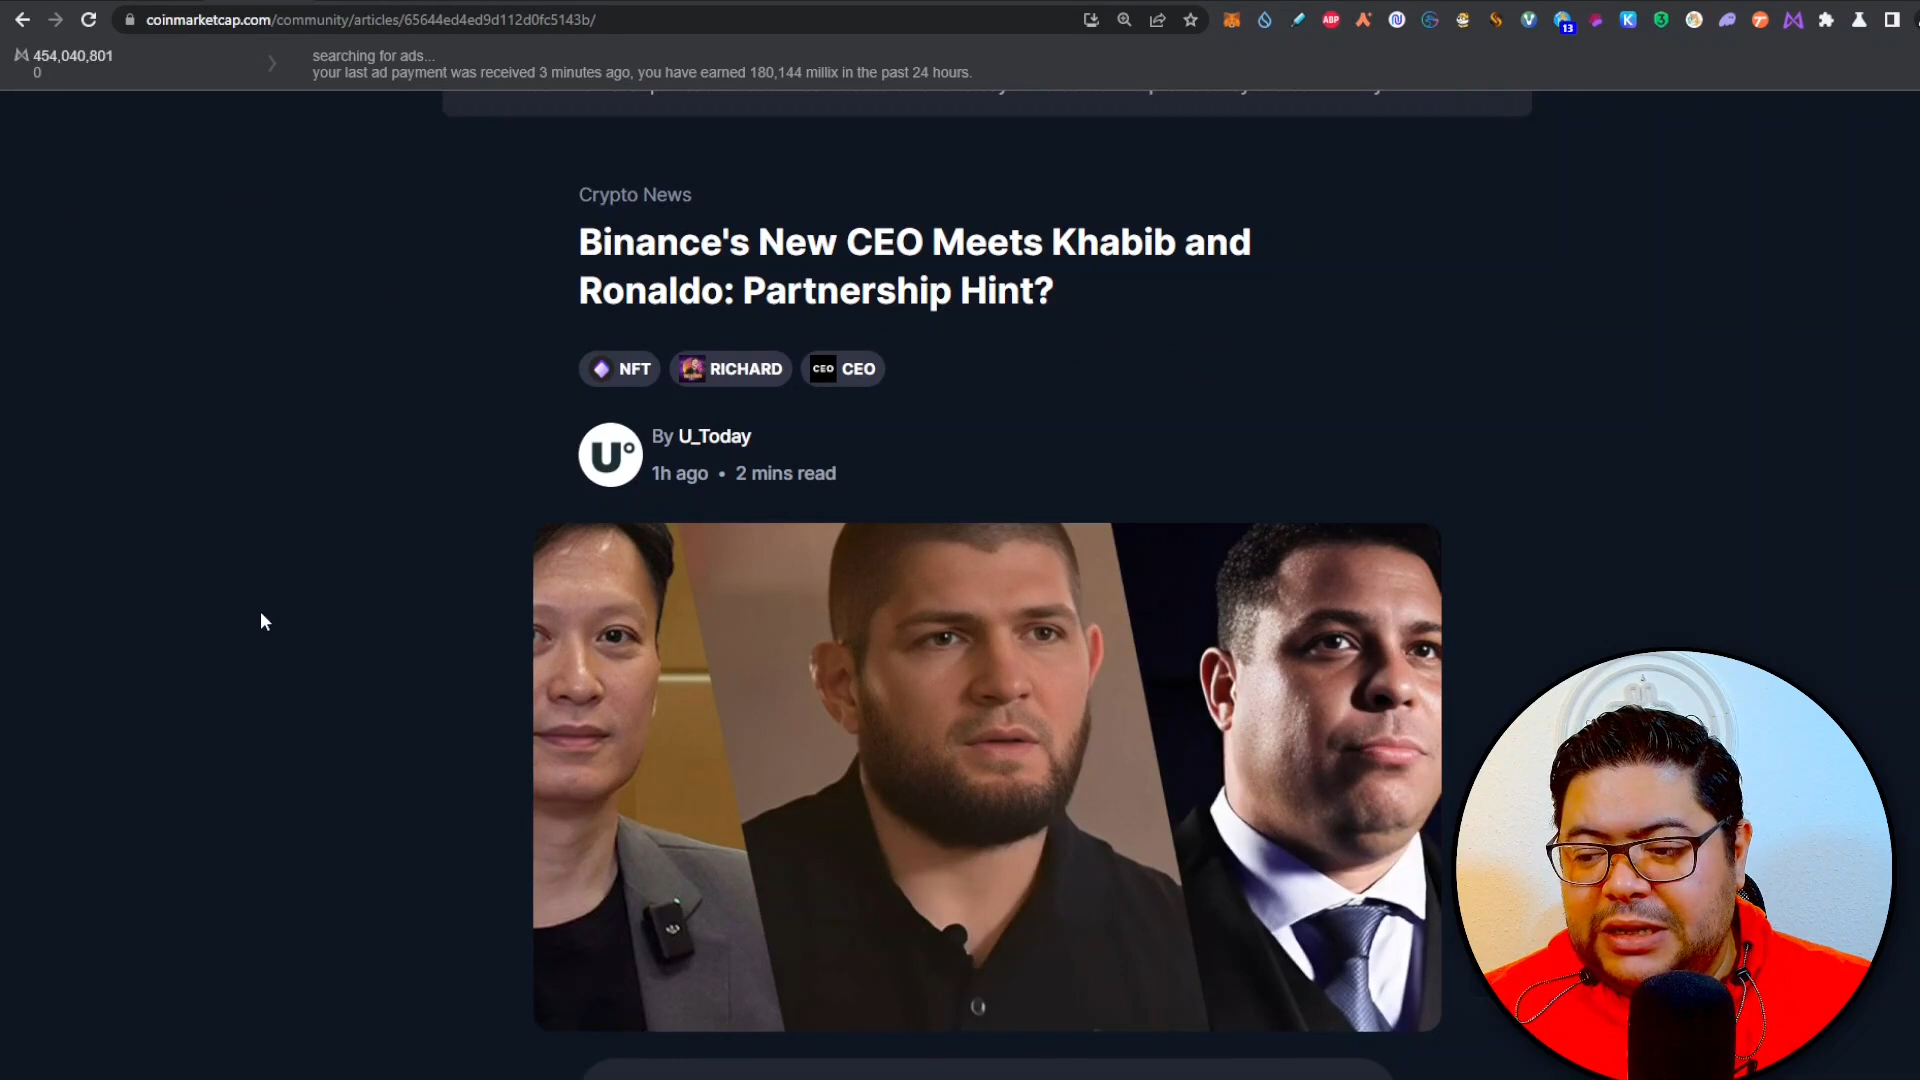 coinmarketcap.com/community/articles/65644ed4ed9d112d0fc5143b/
ABP
13
454,040,801
0
searching for ads...
your last ad payment was received 3 minutes ago, you have earned 180,144 millix in the past 24 hours.
Crypto News
Binance's New CEO Meets Khabib and
Ronaldo: Partnership Hint?
NFT
RICHARD
CEO CEO
U°
By U_Today
1h ago • 2 mins read